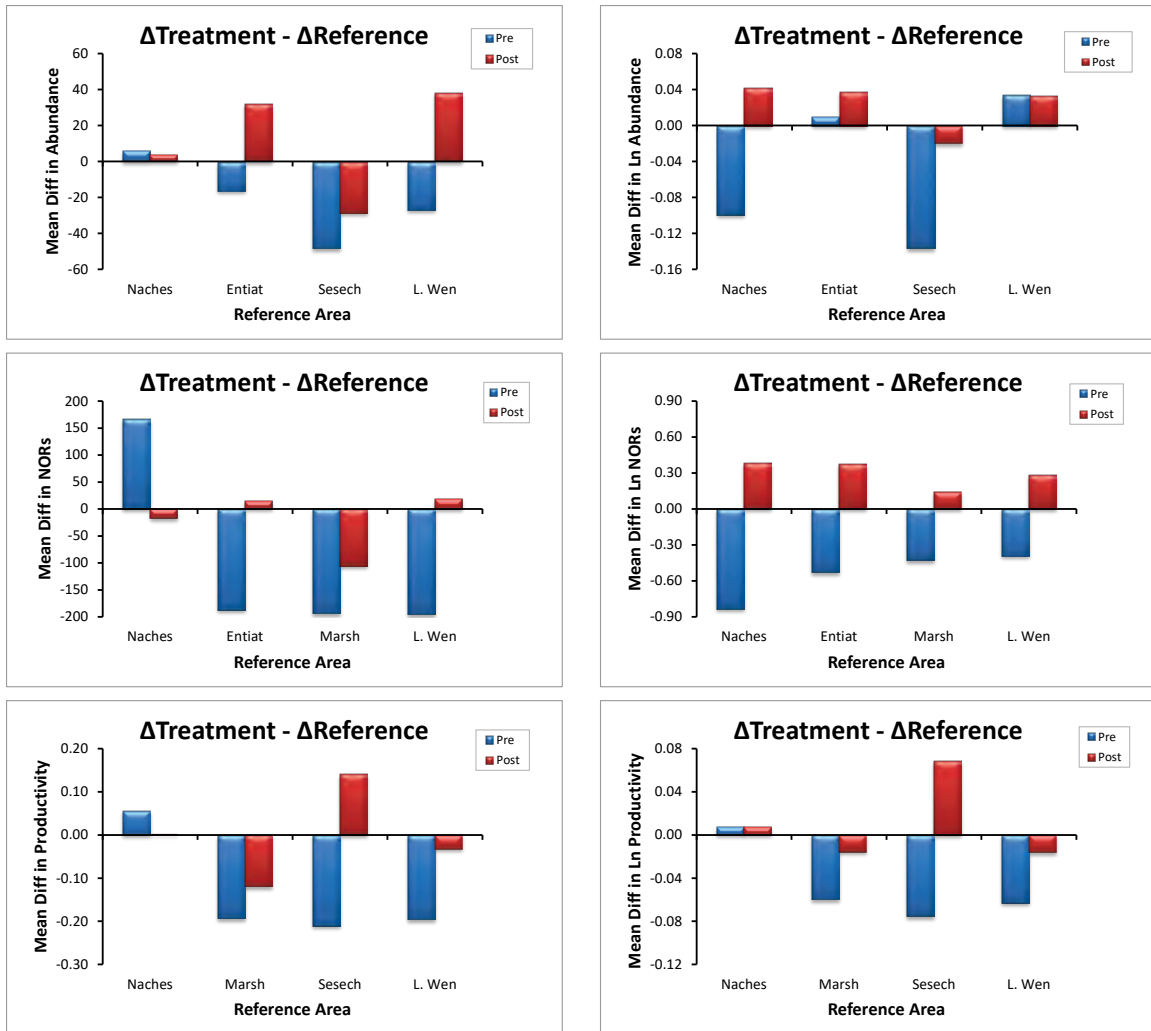 ΔTreatment - ΔReference
Pre
Post
Mean Diff in Abundance
60
40
20
0
-20
-40
-60
Naches Entiat Sesech L. Wen
Reference Area
ΔTreatment - ΔReference
Pre
Post
Mean Diff in Ln Abundance
0.08
0.04
0.00
-0.04
-0.08
-0.12
-0.16
Naches Entiat Sesech L. Wen
Reference Area
ΔTreatment - ΔReference
Pre
Post
Mean Diff in NORs
200
150
100
50
0
-50
-100
-150
-200
Naches Entiat Marsh L. Wen
Reference Area
ΔTreatment - ΔReference
Pre
Post
Mean Diff in Ln NORs
0.90
0.60
0.30
0.00
-0.30
-0.60
-0.90
Naches Entiat Marsh L. Wen
Reference Area
ΔTreatment - ΔReference
Pre
Post
Mean Diff in Productivity
0.20
0.10
0.00
-0.10
-0.20
-0.30
Naches Marsh Sesech L. Wen
Reference Area
ΔTreatment - ΔReference
Pre
Post
Mean Diff in Ln Productivity
0.08
0.04
0.00
-0.04
-0.08
-0.12
Naches Marsh Sesech L. Wen
Reference Area